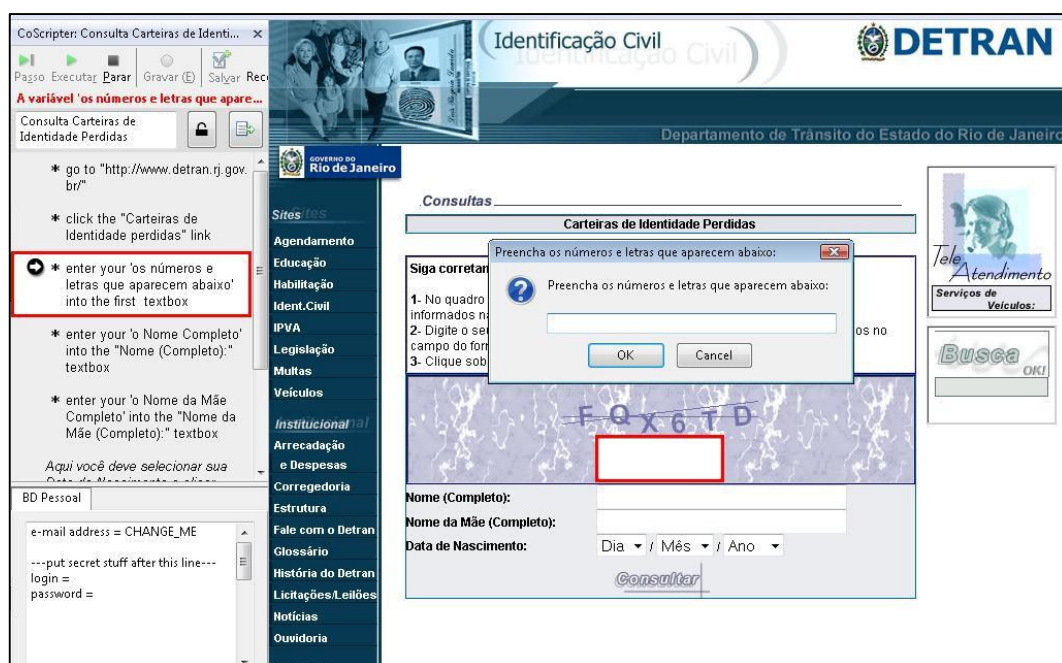 CoScripter: Consulta Carteiras de Identi... x
Identificação Civil
DETRAN
Passo Executar Parar Gravar (E) Salvar Reco
A variável 'os números e letras que apare...
Consulta Carteiras de
Identidade Perdidas
Departamento de Trânsito do Estado do Rio de Janeiro
* go to "http://www.detran.rj.gov.
br/"
* click the "Carteiras de
Identidade perdidas" link
* enter your 'os números e
letras que aparecem abaixo'
into the first textbox
* enter your 'o Nome Completo'
into the "Nome (Completo):"
textbox
* enter your 'o Nome da Mãe
Completo' into the "Nome da
Mãe (Completo):" textbox
Aqui você deve selecionar sua
BD Pessoal
e-mail address = CHANGE_ME
---put secret stuff after this line---
login =
password =
GOVERNO DO
Rio de Janeiro
Sites
Agendamento
Educação
Habilitação
Ident.Civil
IPVA
Legislação
Multas
Veículos
Institucional
Arrecadação
e Despesas
Corregedoria
Estrutura
Fale com o Detran
Glossário
História do Detran
Licitações/Leilões
Notícias
Ouvidoria
Consultas
Carteiras de Identidade Perdidas
Siga corretan
1- No quadro
informados n
2- Digite o seu os no
campo do for
3- Clique sob
Preencha os números e letras que aparecem abaixo:
Preencha os números e letras que aparecem abaixo:
OK Cancel
F Q X 6 T D
Nome (Completo):
Nome da Mãe (Completo):
Data de Nascimento: Dia / Mês / Ano
Consultar
Tele
Atendimento
Serviços de
Veículos:
Busca
OK!